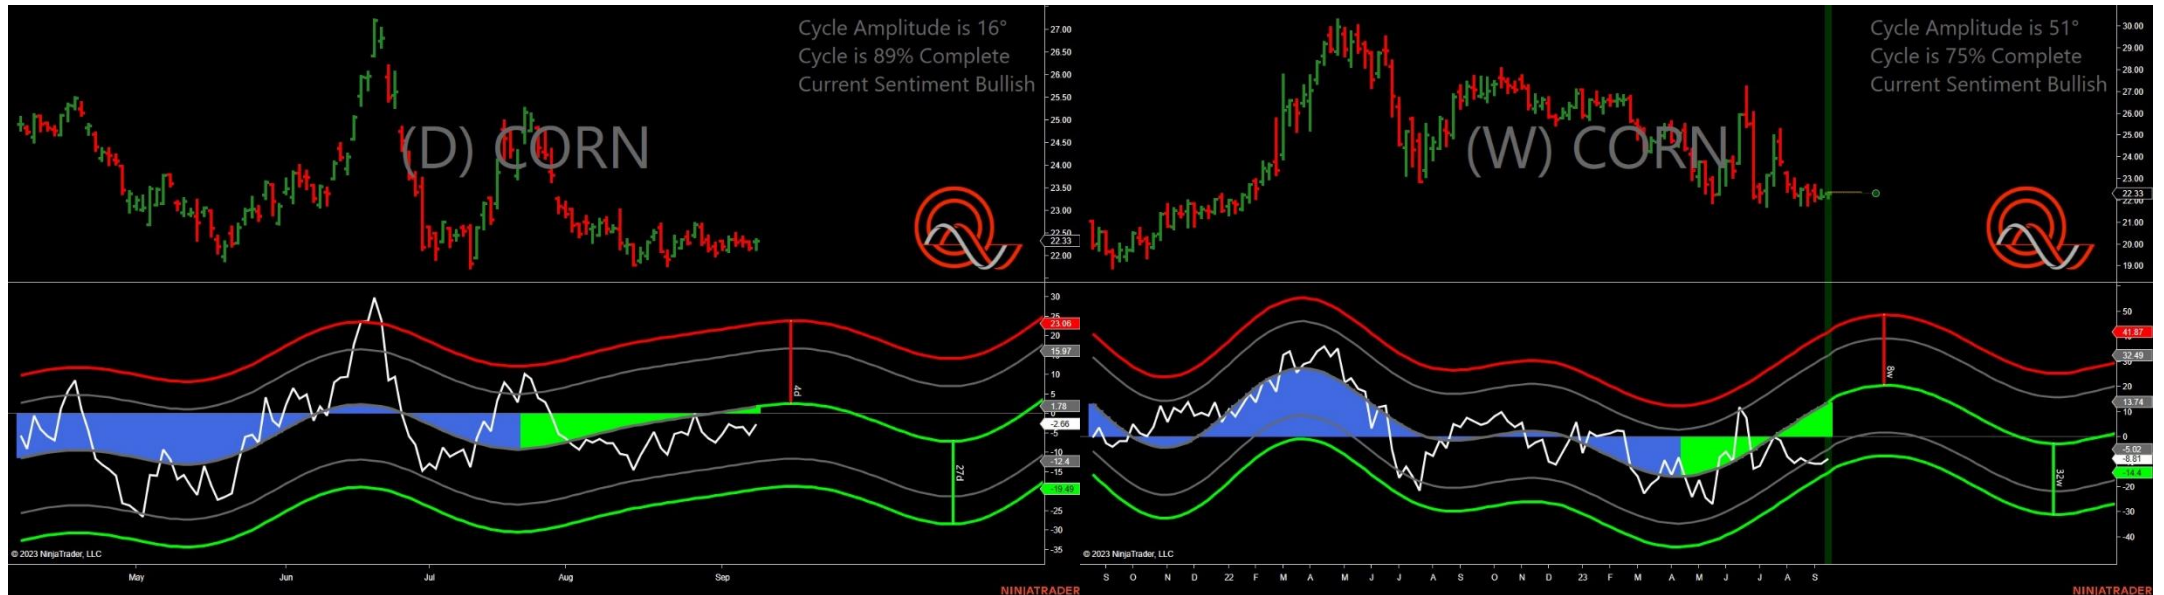 Cycle Amplitude is 16°
Cycle is 89% Complete
Current Sentiment Bullish
(D) CORN
27.00
26.50
26.00
25.50
25.00
24.50
24.00
23.50
23.00
22.50
22.33
22.00
30
25
23.06
20
15.97
10
5
1.78
0
-2.66
-5
-10
-12.4
-15
-19.49
-25
-30
-35
4d
27d
© 2023 NinjaTrader, LLC
May
Jun
Jul
Aug
Sep
NINJATRADER
Cycle Amplitude is 51°
Cycle is 75% Complete
Current Sentiment Bullish
(W) CORN
30.00
29.00
28.00
27.00
26.00
25.00
24.00
23.00
22.33
22.00
21.00
20.00
19.00
50
41.87
32.49
20
13.74
10
0
-5.02
-8.81
-14.4
-20
-30
-40
8w
32w
© 2023 NinjaTrader, LLC
S O N D 22 F M A M J J A S O N D 23 F M A M J J A S
NINJATRADER